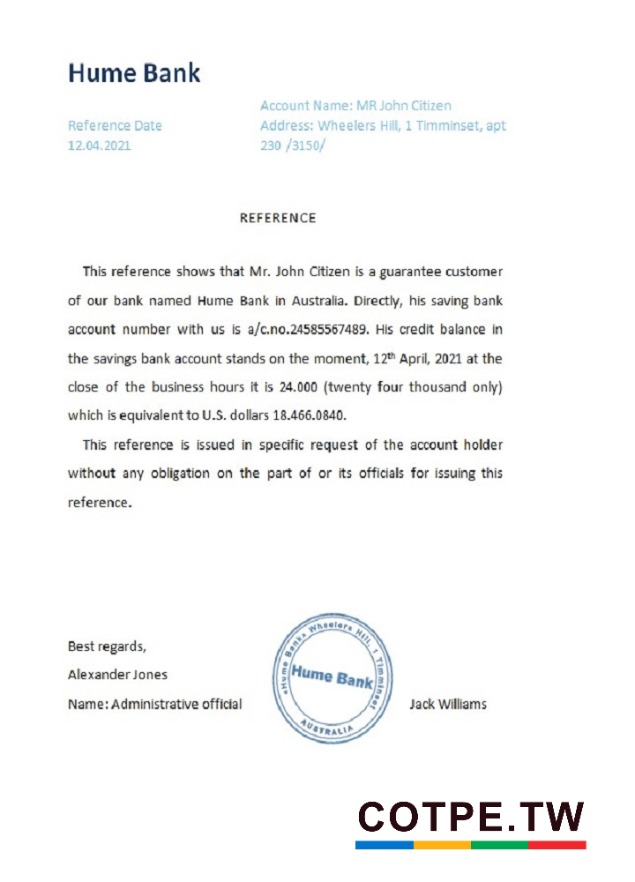 Hume Bank
Account Name: MR John Citizen
Reference Date
Address: Wheelers Hill, 1 Timminset, apt
12.04.2021
230 /3150/
REFERENCE
This reference shows that Mr. John Citizen is a guarantee customer
of our bank named Hume Bank in Australia. Directly, his saving bank
account number with us is a/c.no.24585567489. His credit balance in
the savings bank account stands on the moment, 12th April, 2021 at the
close of the business hours it is 24.000 (twenty four thousand only)
which is equivalent to U.S. dollars 18.466.0840.
This reference is issued in specific request of the account holder
without any obligation on the part of or its officials for issuing this
reference.
Best regards,
Alexander Jones
Name: Administrative official
Hume Bank Wheelers Hill, 1 Timminset
Hume Bank
AUSTRALIA
Jack Williams
COTPE.TW